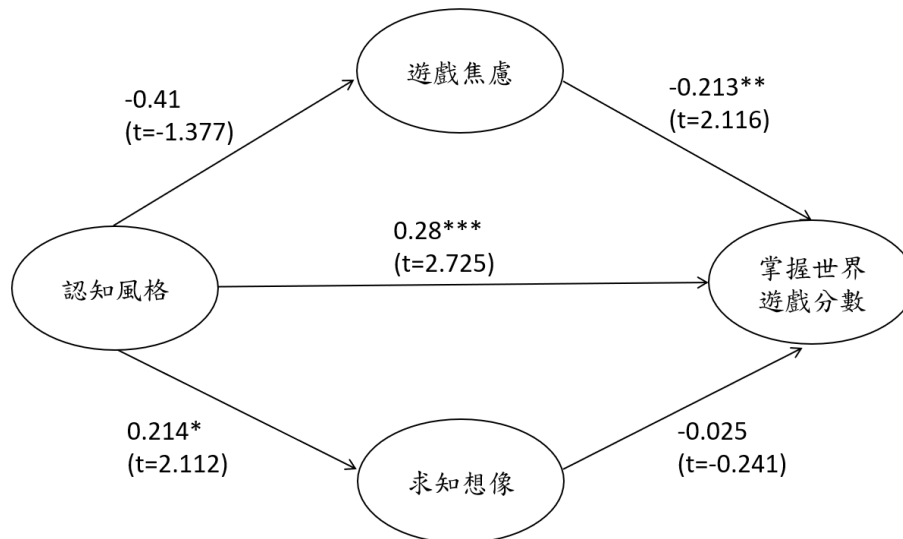 遊戲焦慮
-0.41
(t=-1.377)
-0.213**
(t=2.116)
0.28***
(t=2.725)
認知風格
掌握世界
遊戲分數
0.214*
(t=2.112)
-0.025
(t=-0.241)
求知想像